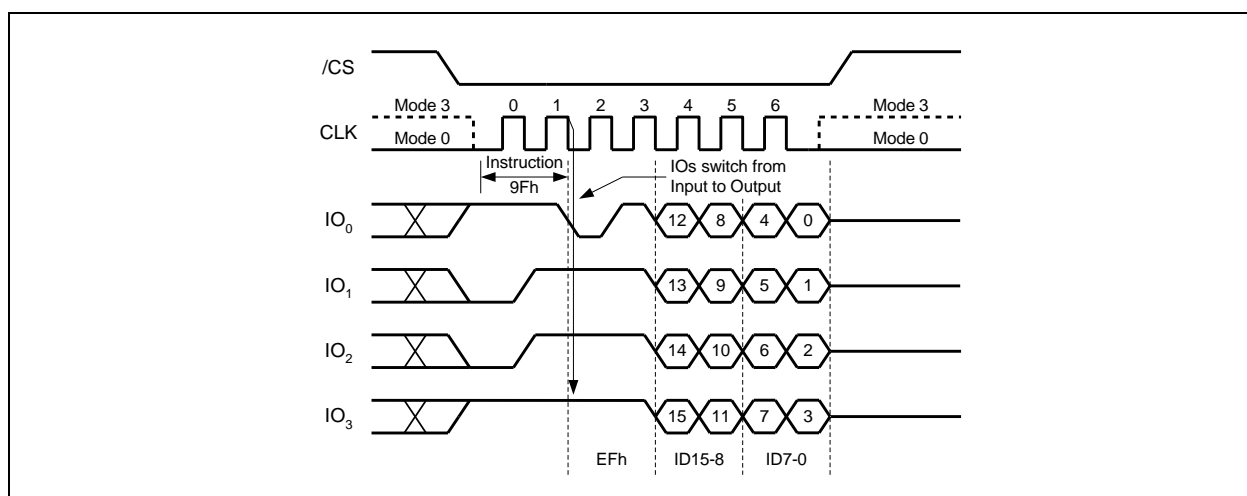 /CS
Mode 3 0 1 2 3 4 5 6 Mode 3
CLK
Mode 0 Mode 0
Instruction IOs switch from
9Fh Input to Output
IO0 12 8 4 0
IO1 13 9 5 1
IO2 14 10 6 2
IO3 15 11 7 3
EFh ID15-8 ID7-0